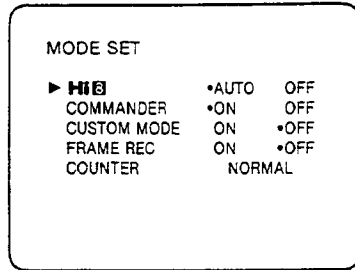 MODE SET
▶ Hi8 •AUTO OFF
COMMANDER •ON OFF
CUSTOM MODE ON •OFF
FRAME REC ON •OFF
COUNTER NORMAL